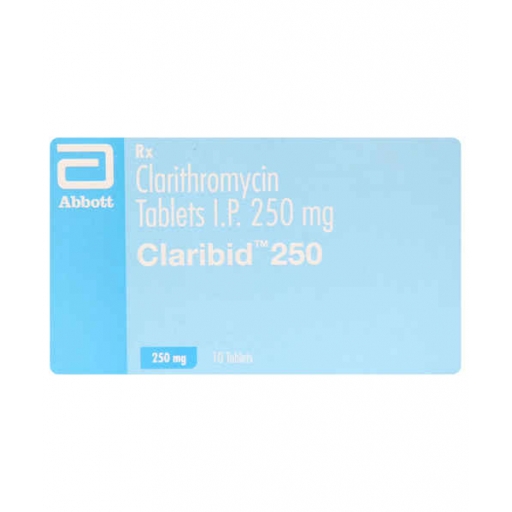 Abbott
Rx
Clarithromycin
Tablets I.P. 250 mg
Claribid™ 250
250 mg
10 Tablets